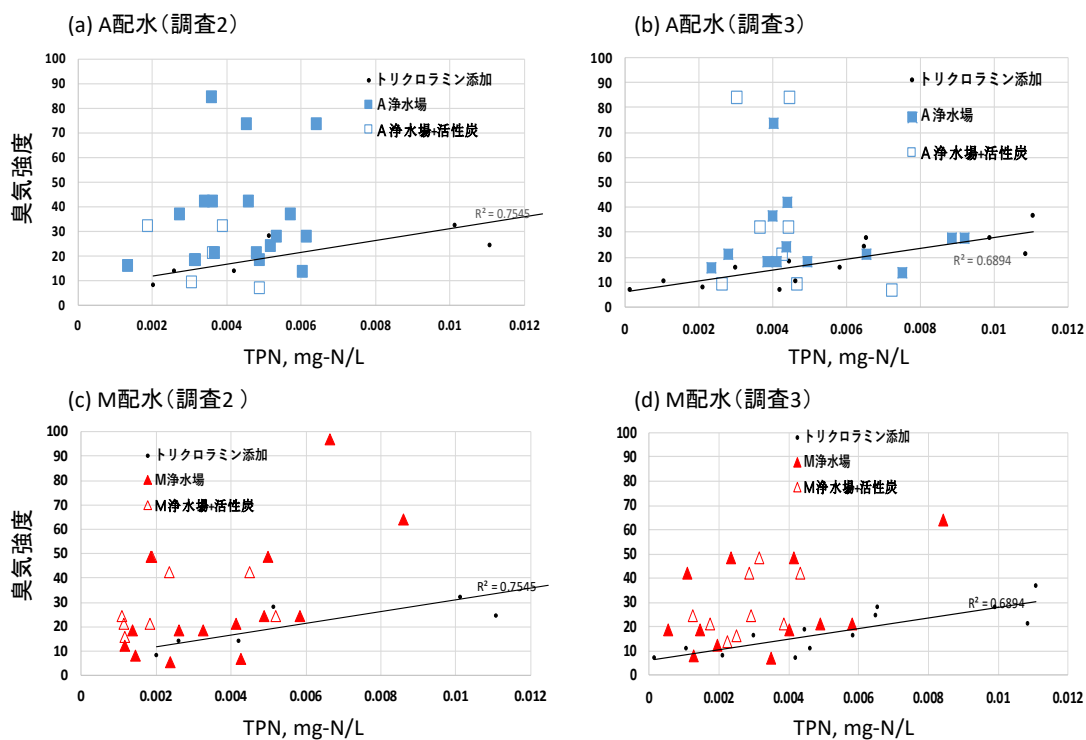 (a) A配水（調査2）
100
90
80
70
60
50
40
30
20
10
0
臭気強度
トリクロラミン添加
A浄水場
A浄水場+活性炭
R² = 0.7545
0 0.002 0.004 0.006 0.008 0.01 0.012
TPN, mg-N/L
(b) A配水（調査3）
100
90
80
70
60
50
40
30
20
10
0
トリクロラミン添加
A浄水場
A浄水場+活性炭
R² = 0.6894
0 0.002 0.004 0.006 0.008 0.01 0.012
TPN, mg-N/L
(c) M配水（調査2 ）
100
90
80
70
60
50
40
30
20
10
0
臭気強度
トリクロラミン添加
M浄水場
M浄水場+活性炭
R² = 0.7545
0 0.002 0.004 0.006 0.008 0.01 0.012
TPN, mg-N/L
(d) M配水（調査3）
100
90
80
70
60
50
40
30
20
10
0
トリクロラミン添加
M浄水場
M浄水場+活性炭
R² = 0.6894
0 0.002 0.004 0.006 0.008 0.01 0.012
TPN, mg-N/L